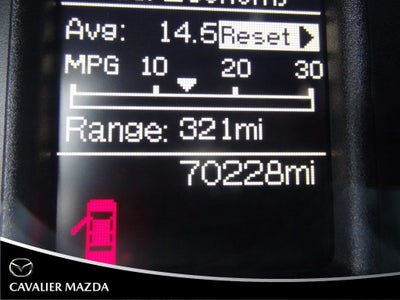 Avg: 14.5 Reset
MPG 10 20 30
Range: 321mi
70228mi
CAVALIER MAZDA